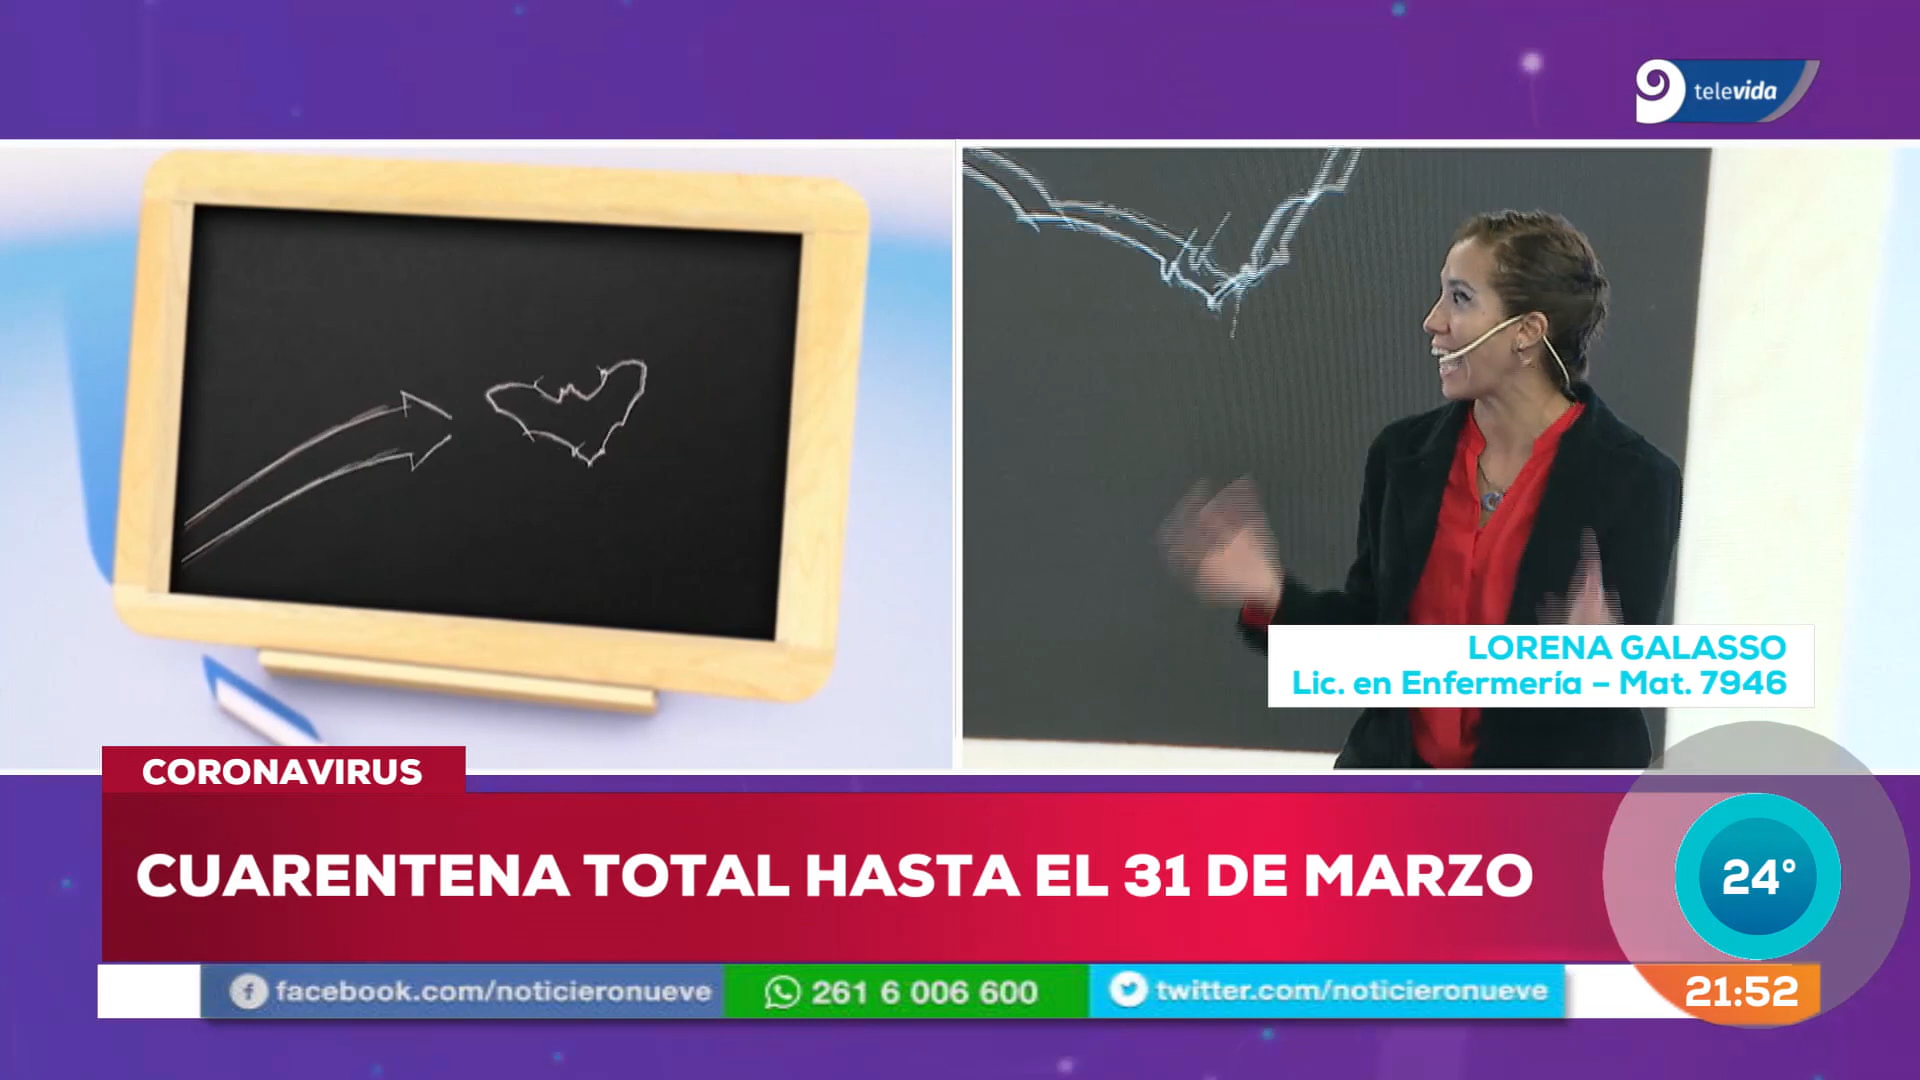 9 televida
LORENA GALASSO
Lic. en Enfermería – Mat. 7946
CORONAVIRUS
CUARENTENA TOTAL HASTA EL 31 DE MARZO
24°
facebook.com/noticieronueve
261 6 006 600
twitter.com/noticieronueve
21:52